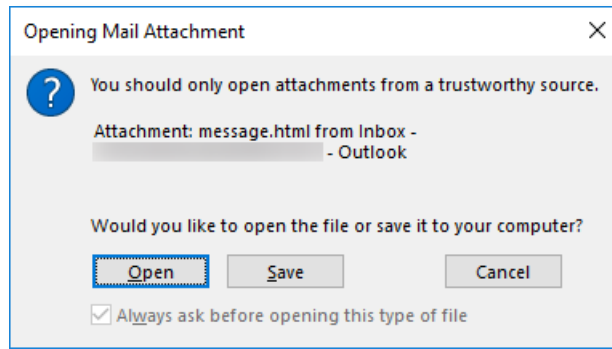 Opening Mail Attachment
You should only open attachments from a trustworthy source.
Attachment: message.html from Inbox -
- Outlook
Would you like to open the file or save it to your computer?
Open Save Cancel
Always ask before opening this type of file